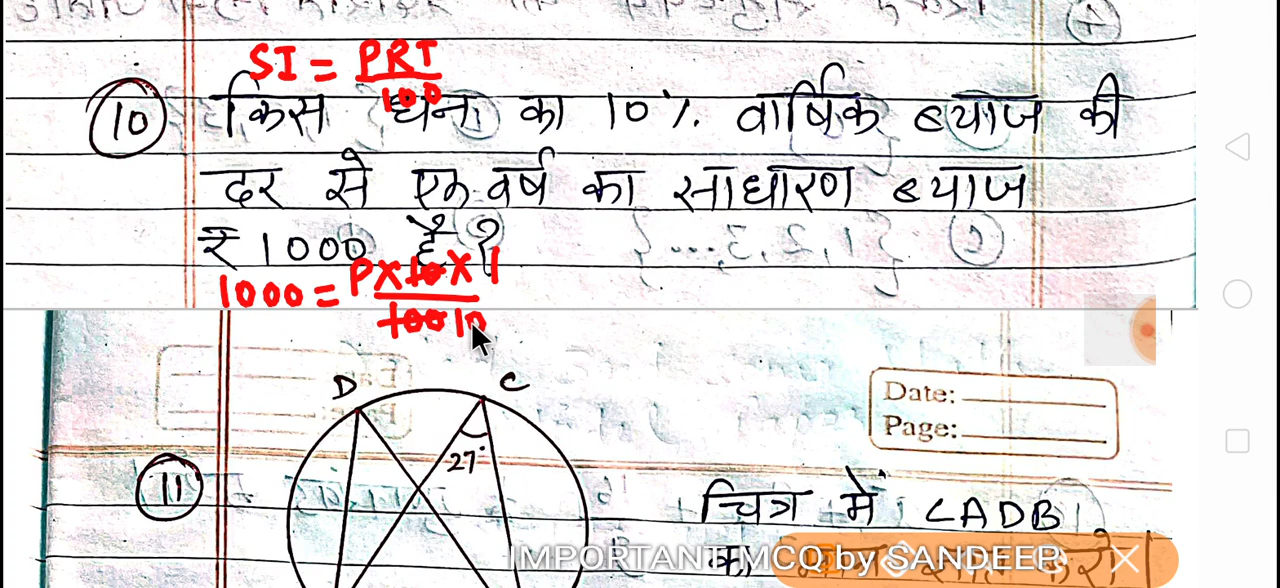 SI = PRT
100
10 किस धन का 10% वार्षिक ब्याज की
दर से एक वर्ष का साधारण ब्याज
₹ 1000 है?
1000 = P×10×1
100 10
D C
27°
Date:
Page:
11 चित्र में ∠ADB
IMPORTANT MCQ by SANDEEP